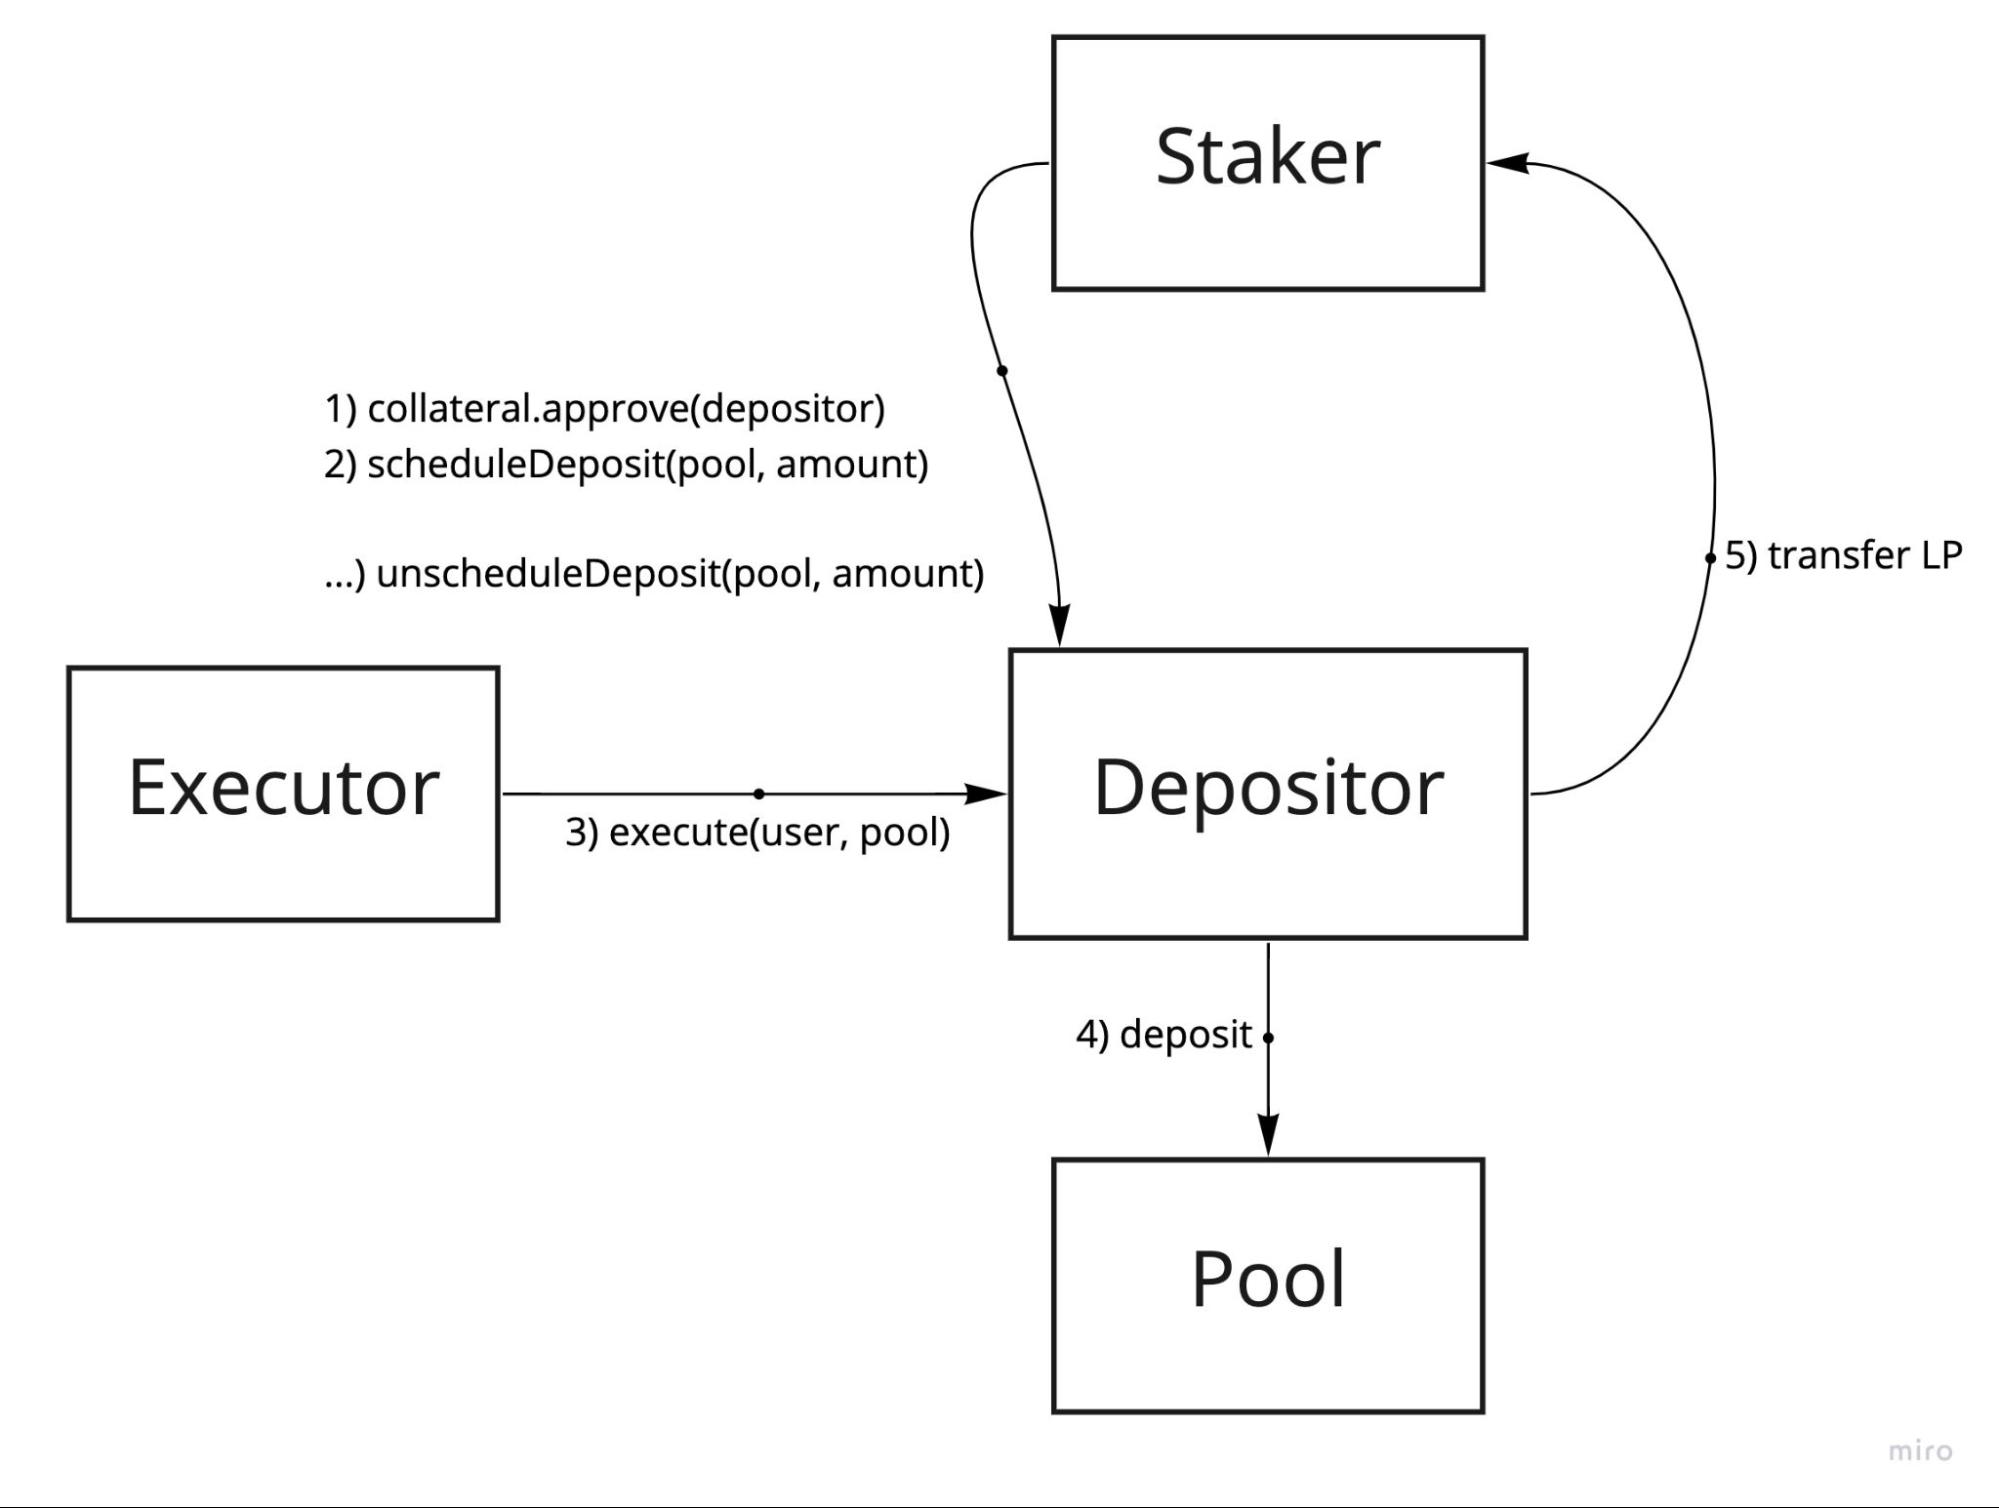 Staker
1) collateral.approve(depositor)
2) scheduleDeposit(pool, amount)
...) unscheduleDeposit(pool, amount)
5) transfer LP
Executor
3) execute(user, pool)
Depositor
4) deposit
Pool
miro